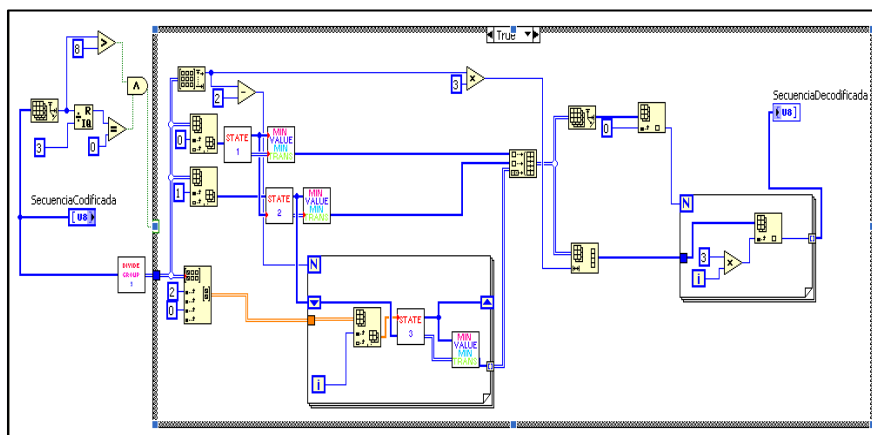 True
8
>
∧
R
IQ
=
3
0
SecuenciaCodificada
[U8]
DIVIDE
GROUP
1
2
-
3
x
0
STATE
1
MIN
VALUE
MIN
TRANS
1
STATE
2
MIN
VALUE
MIN
TRANS
2
0
N
i
STATE
3
MIN
VALUE
MIN
TRANS
0
SecuenciaDecodificada
[U8]
N
3
x
i